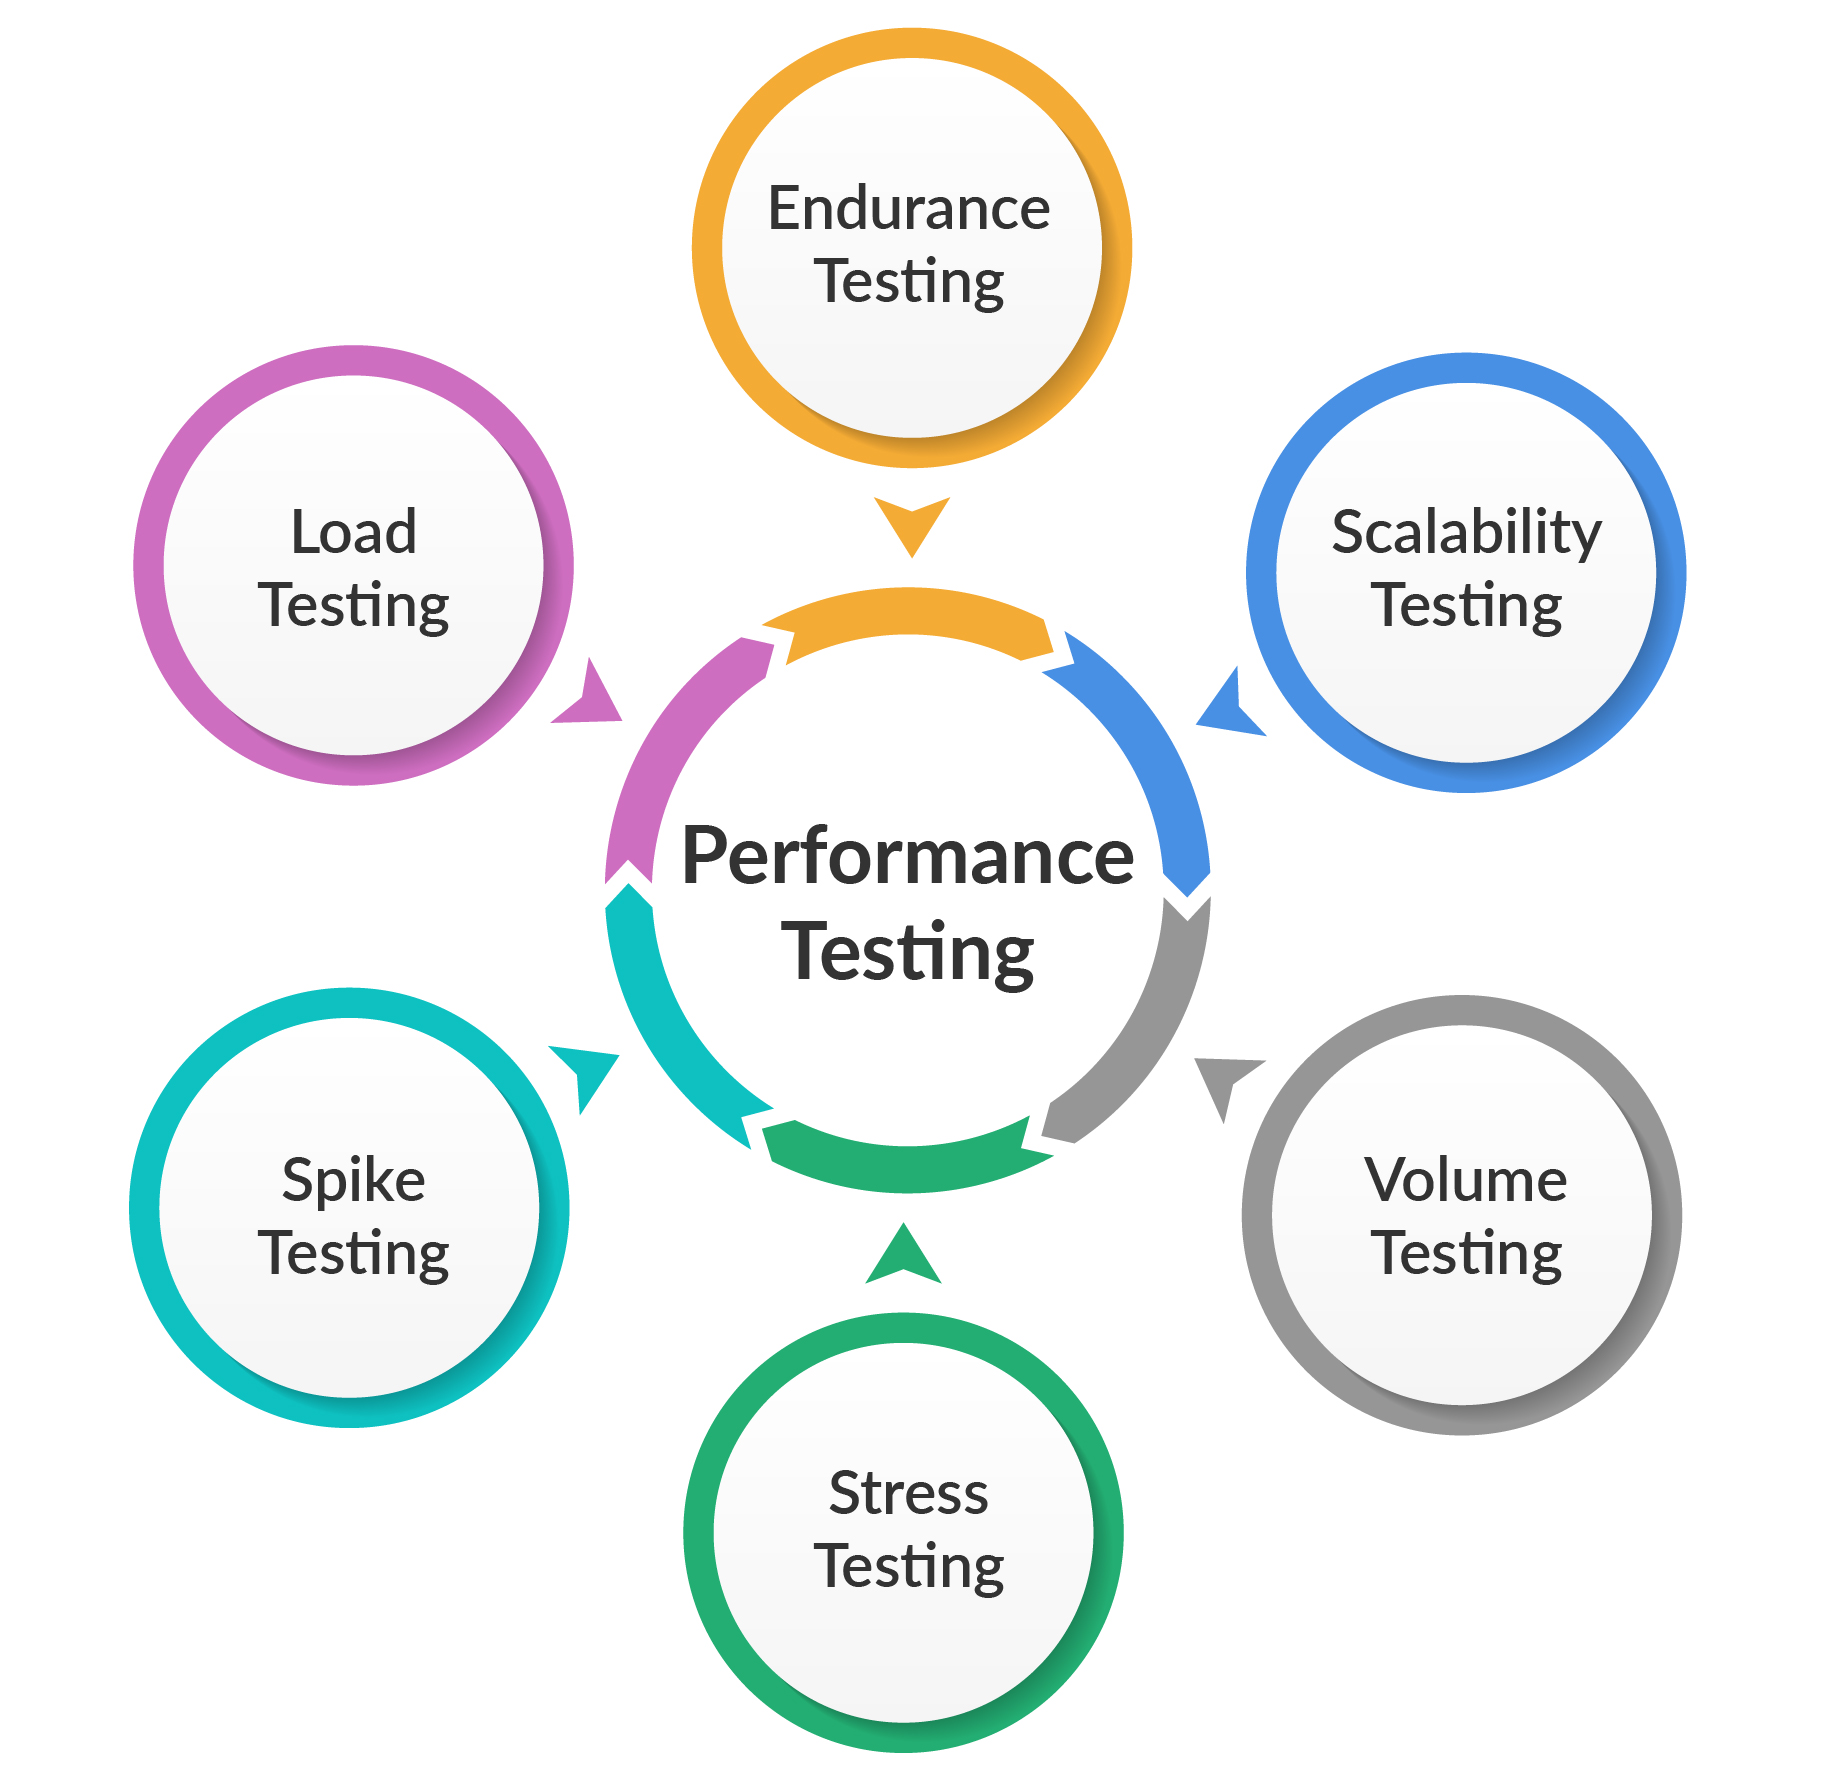 Endurance
Testing
Load
Testing
Scalability
Testing
Performance
Testing
Spike
Testing
Volume
Testing
Stress
Testing